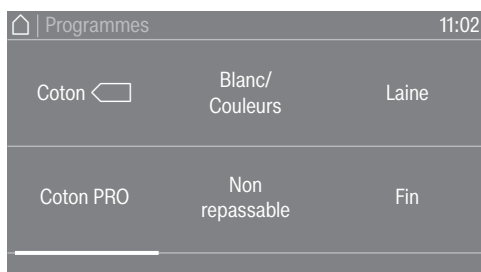 Programmes 11:02
Coton Blanc/
Couleurs Laine
Coton PRO Non
repassable Fin